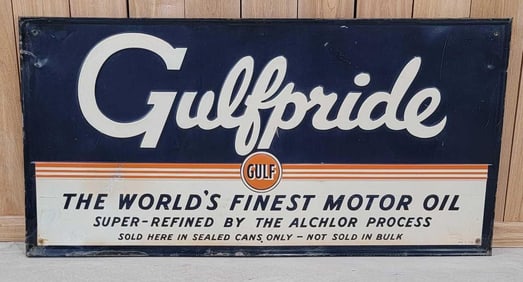 Gulfpride
GULF
THE WORLD'S FINEST MOTOR OIL
SUPER-REFINED BY THE ALCHLOR PROCESS
SOLD HERE IN SEALED CANS ONLY - NOT SOLD IN BULK